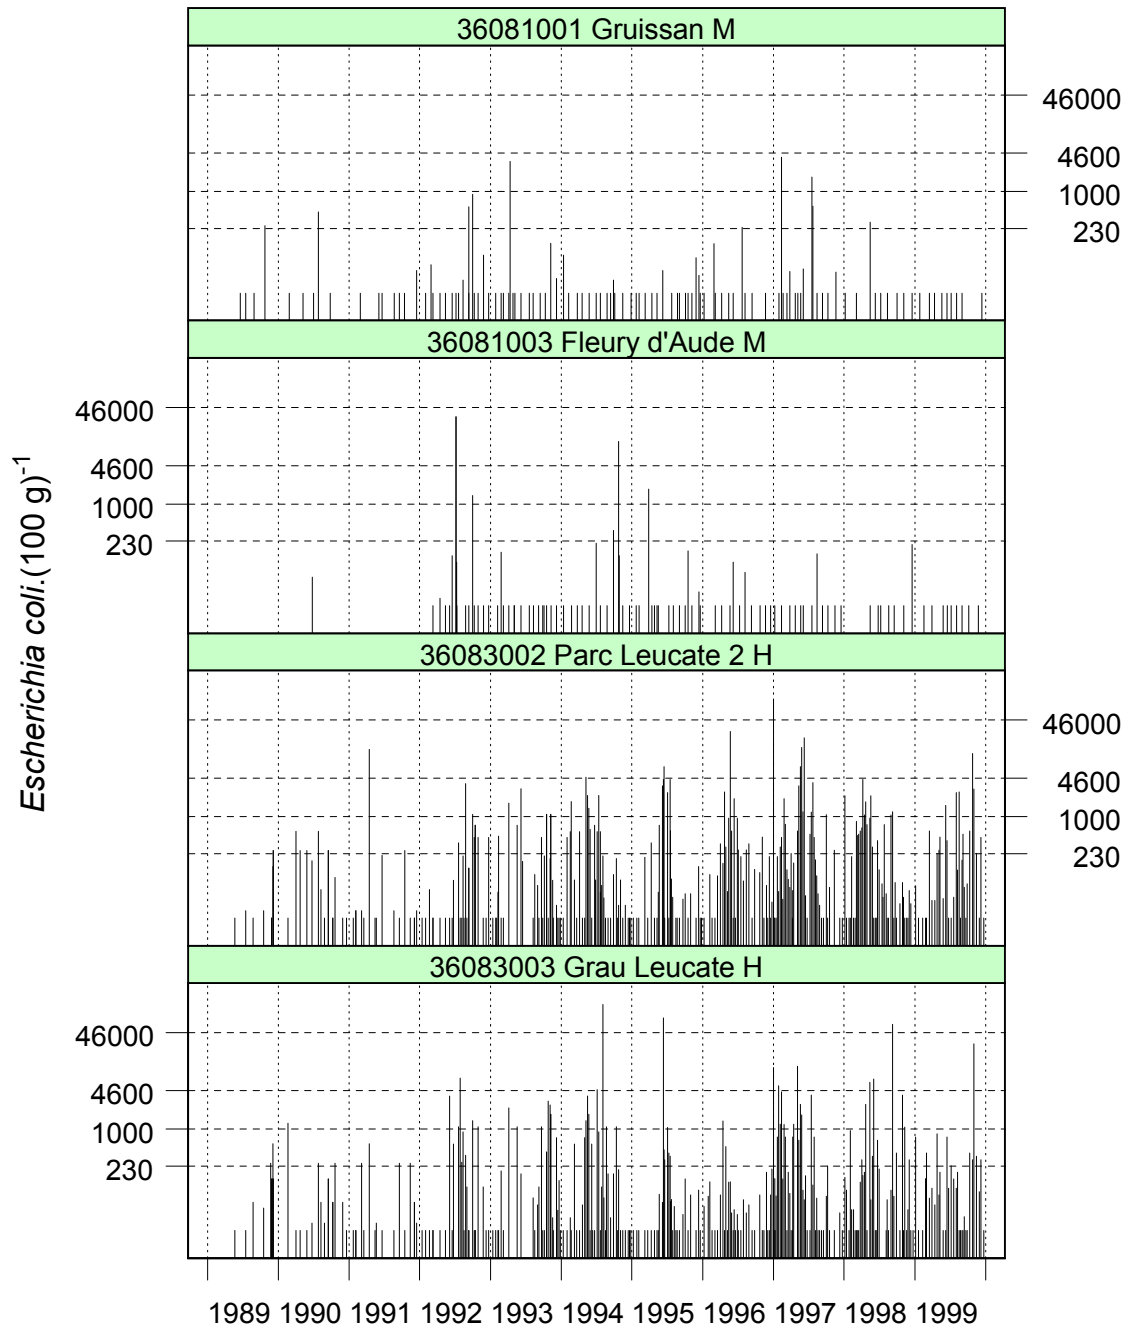 36081001 Gruissan M
46000
4600
1000
230
36081003 Fleury d'Aude M
46000
4600
1000
230
Escherichia coli.(100 g)-1
36083002 Parc Leucate 2 H
46000
4600
1000
230
36083003 Grau Leucate H
46000
4600
1000
230
1989 1990 1991 1992 1993 1994 1995 1996 1997 1998 1999